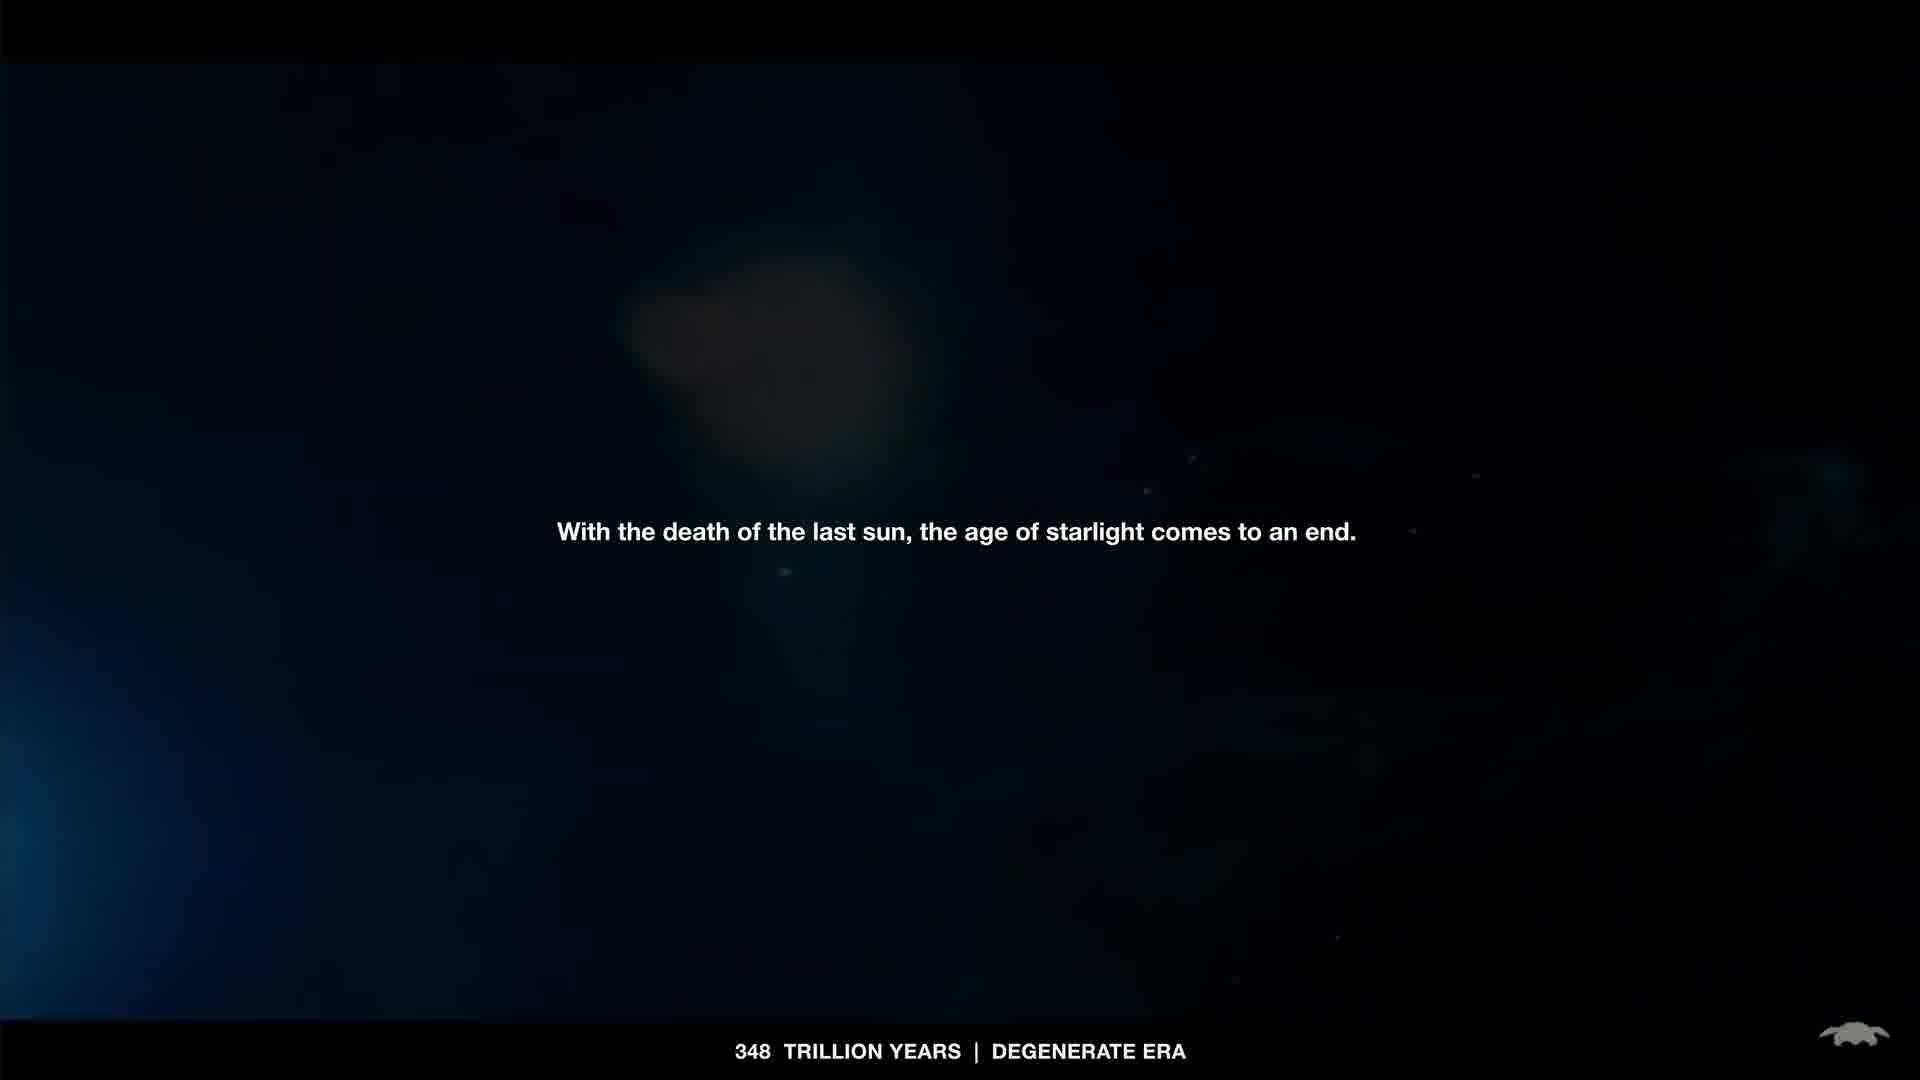 With the death of the last sun, the age of starlight comes to an end.
348 TRILLION YEARS | DEGENERATE ERA